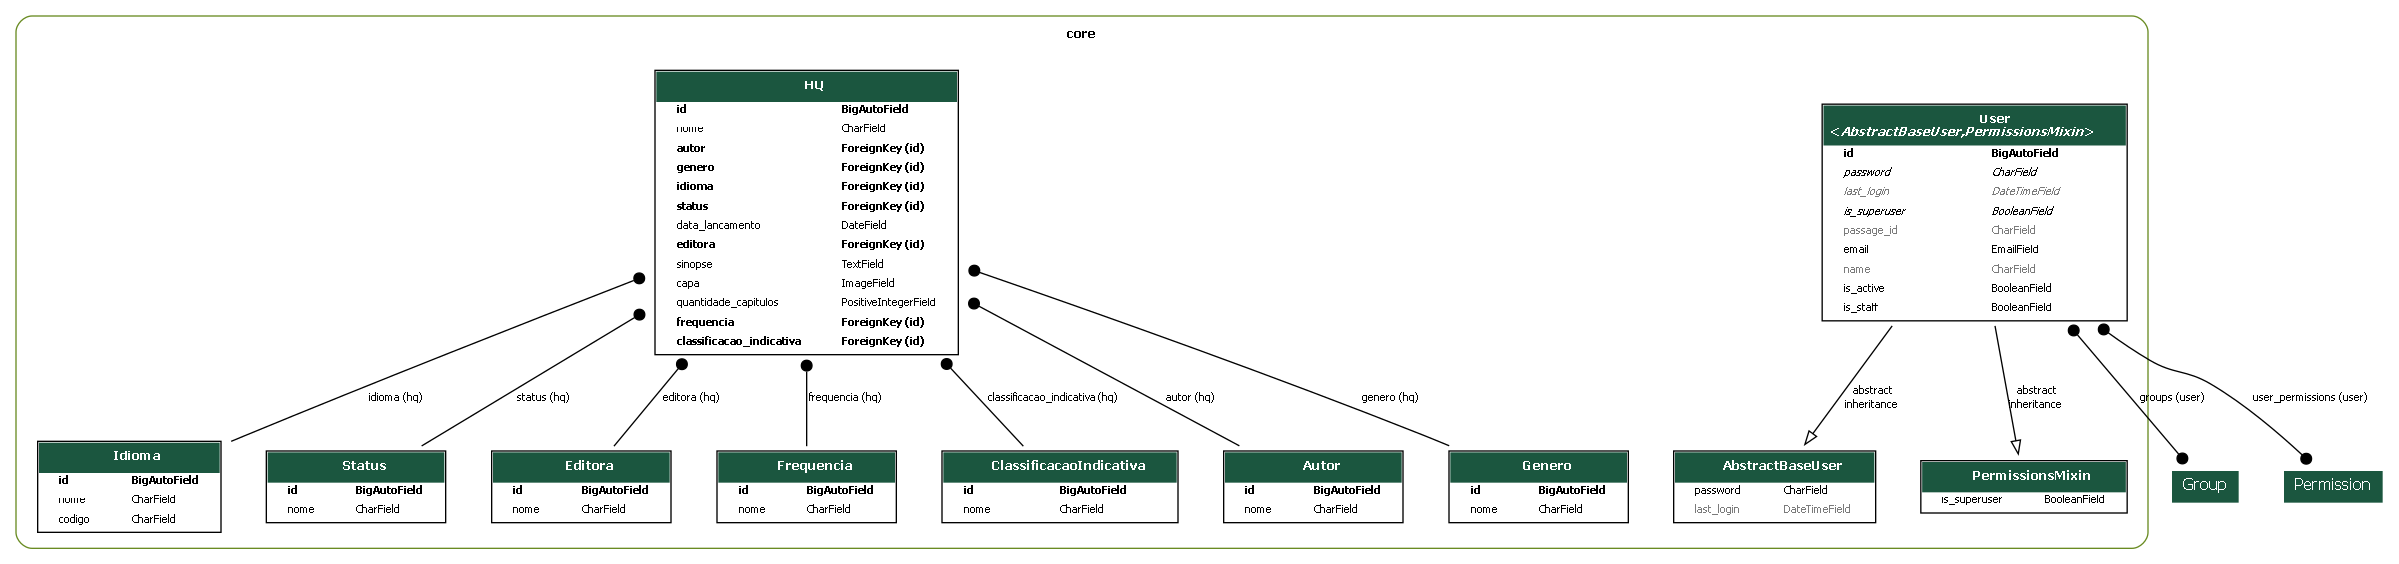 core
HQ
id BigAutoField
nome CharField
autor ForeignKey (id)
genero ForeignKey (id)
idioma ForeignKey (id)
status ForeignKey (id)
data_lancamento DateField
editora ForeignKey (id)
sinopse TextField
capa ImageField
quantidade_capitulos PositiveIntegerField
frequencia ForeignKey (id)
classificacao_indicativa ForeignKey (id)
User
<AbstractBaseUser,PermissionsMixin>
id BigAutoField
password CharField
last_login DateTimeField
is_superuser BooleanField
passage_id CharField
email EmailField
name CharField
is_active BooleanField
is_staff BooleanField
idioma (hq)
status (hq)
editora (hq)
frequencia (hq)
classificacao_indicativa (hq)
autor (hq)
genero (hq)
abstract
inheritance
abstract
inheritance
groups (user)
user_permissions (user)
Idioma
id BigAutoField
nome CharField
codigo CharField
Status
id BigAutoField
nome CharField
Editora
id BigAutoField
nome CharField
Frequencia
id BigAutoField
nome CharField
ClassificacaoIndicativa
id BigAutoField
nome CharField
Autor
id BigAutoField
nome CharField
Genero
id BigAutoField
nome CharField
AbstractBaseUser
password CharField
last_login DateTimeField
PermissionsMixin
is_superuser BooleanField
Group
Permission